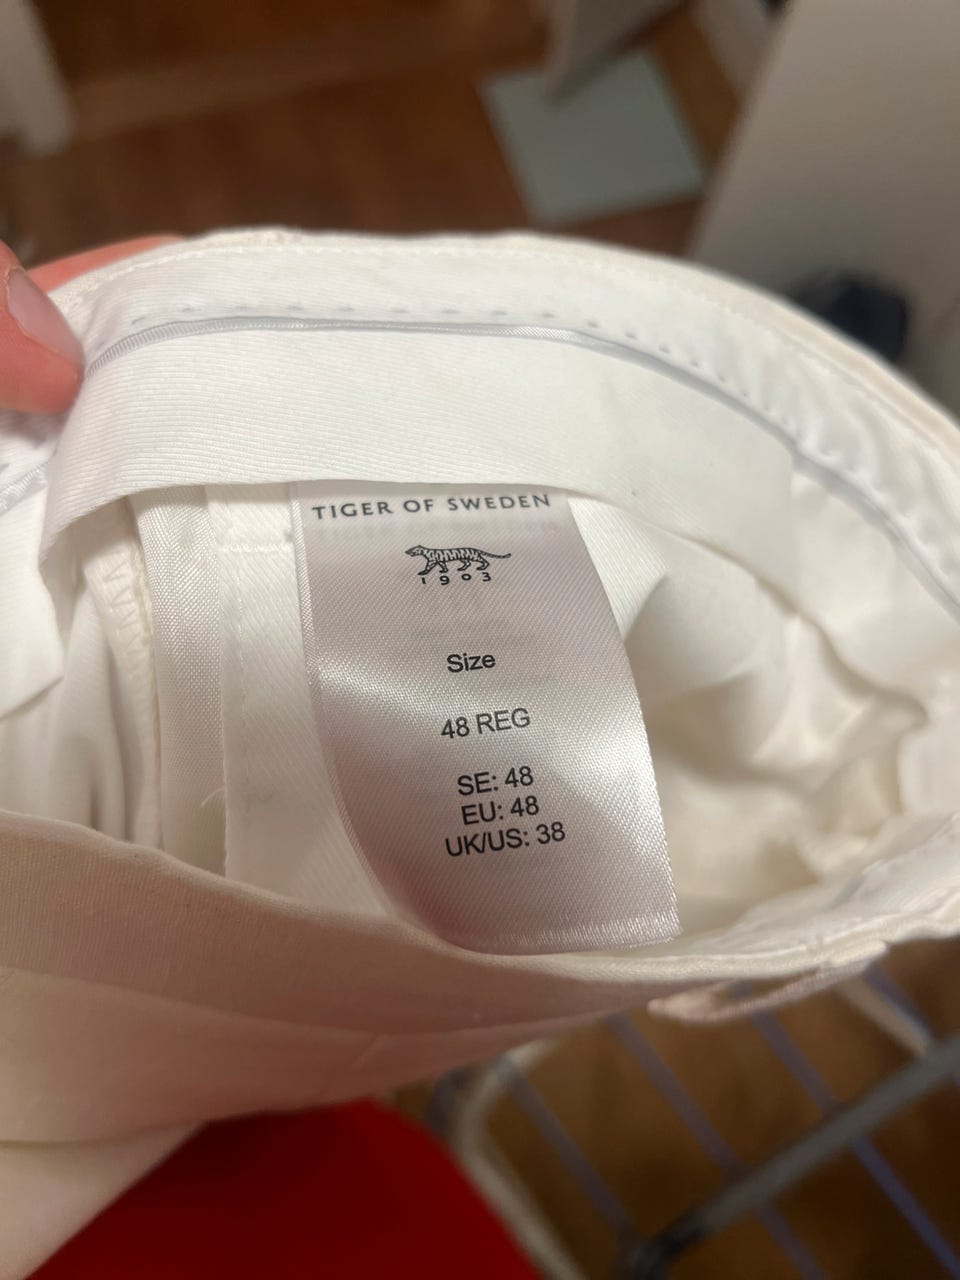 TIGER OF SWEDEN
1903
Size
48 REG
SE: 48
EU: 48
UK/US: 38